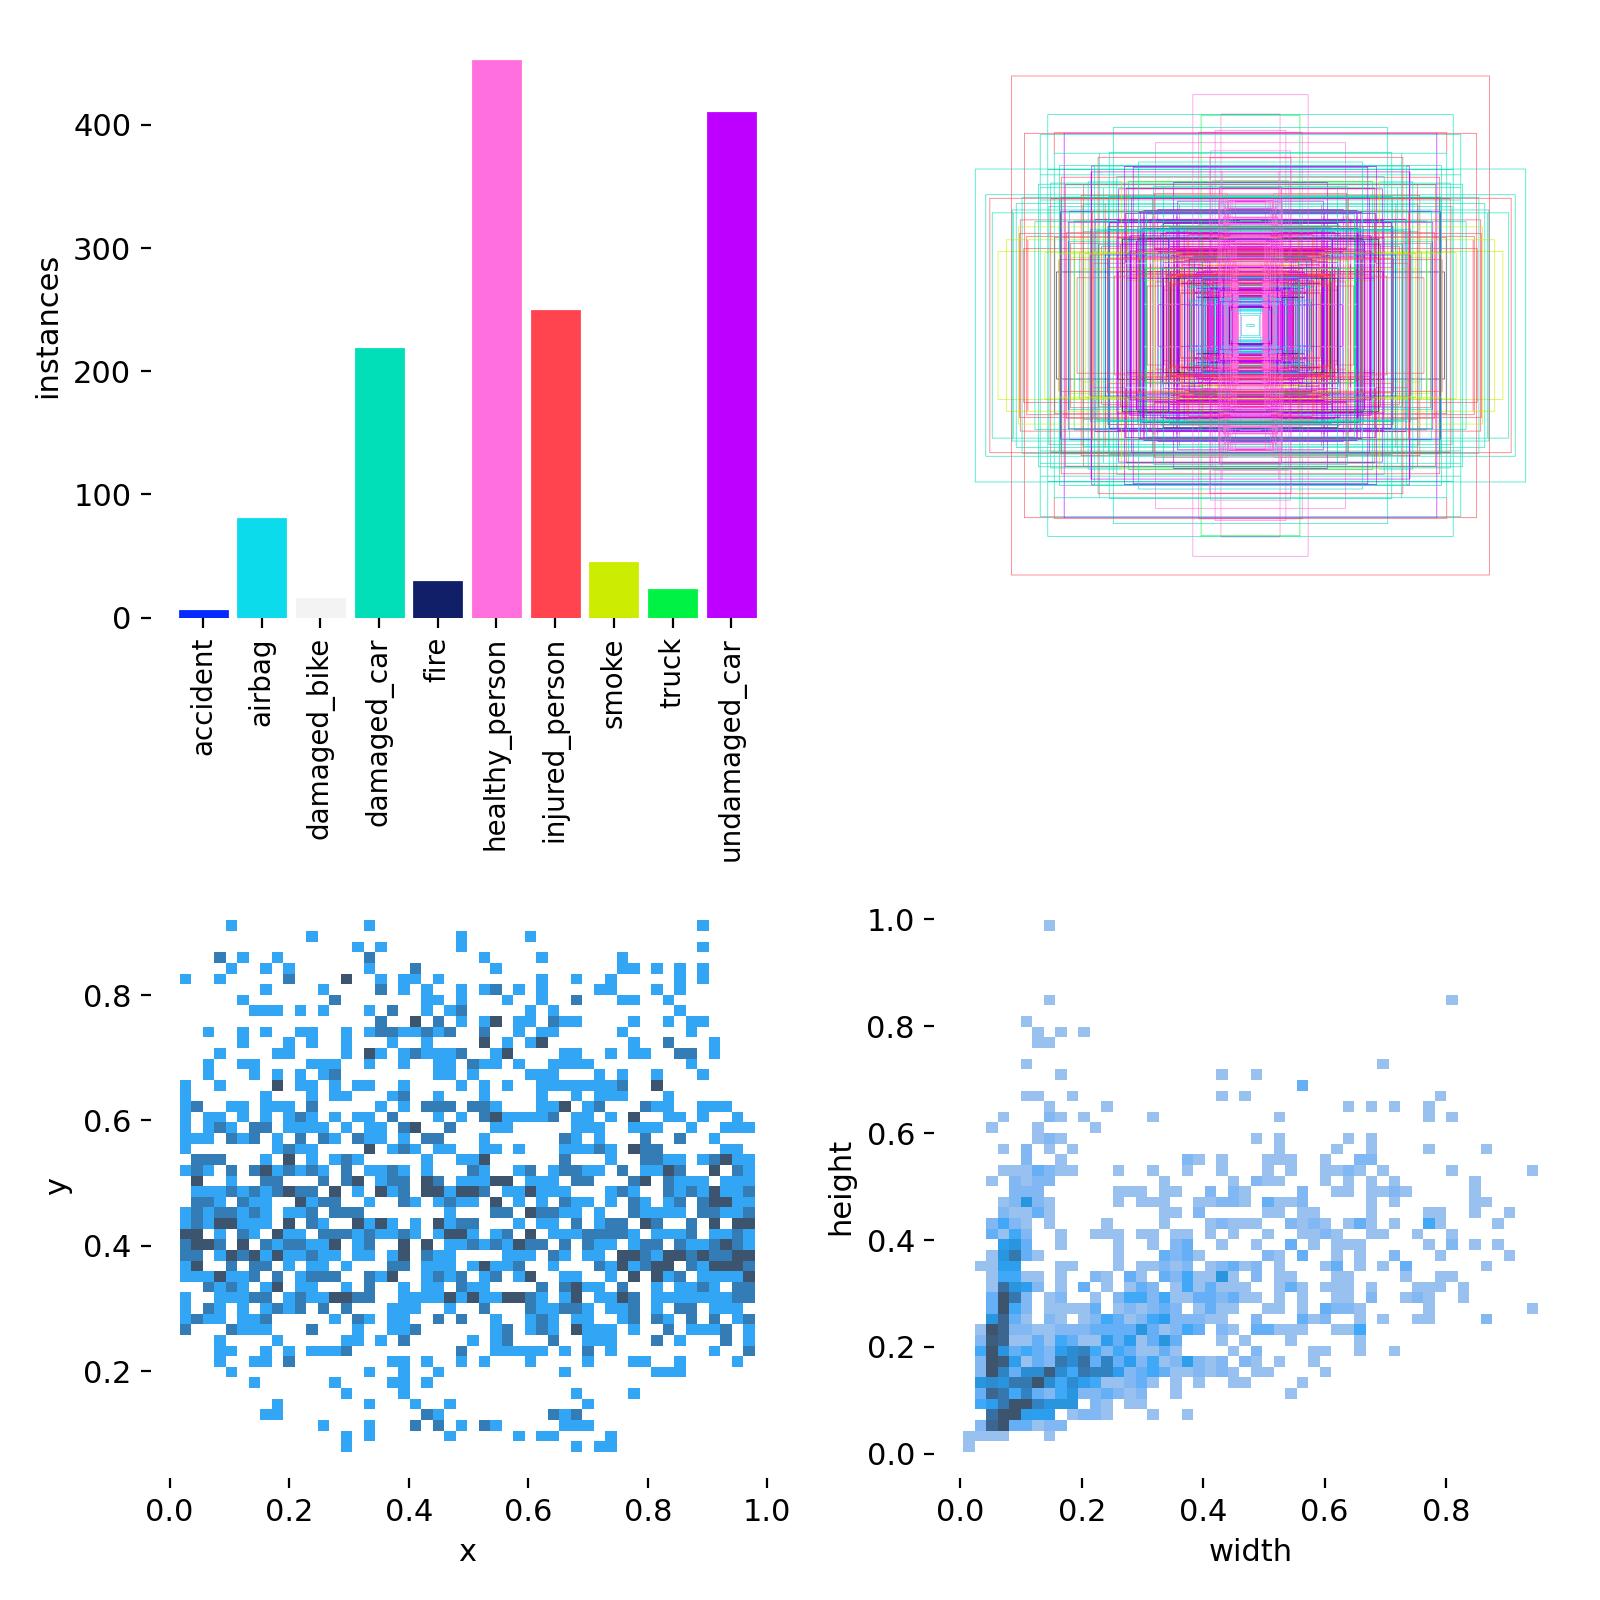 instances
400
300
200
100
0
accident
airbag
damaged_bike
damaged_car
fire
healthy_person
injured_person
smoke
truck
undamaged_car
y
0.8
0.6
0.4
0.2
0.0 0.2 0.4 0.6 0.8 1.0
x
height
1.0
0.8
0.6
0.4
0.2
0.0
0.0 0.2 0.4 0.6 0.8
width